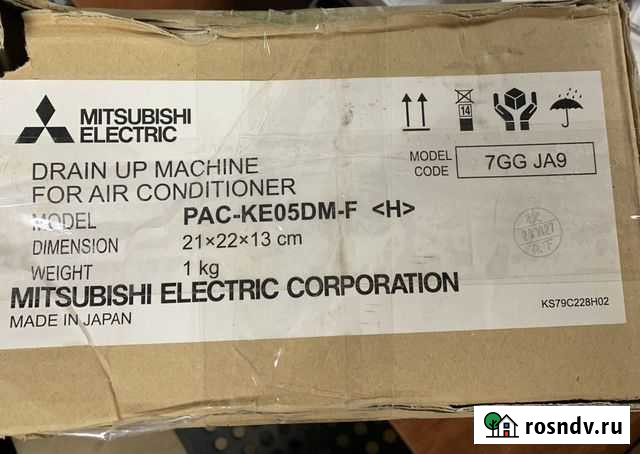 MITSUBISHI
ELECTRIC
14
DRAIN UP MACHINE
FOR AIR CONDITIONER
MODEL CODE 7GG JA9
MODEL PAC-KE05DM-F <H>
DIMENSION 21×22×13 cm
WEIGHT 1 kg
MITSUBISHI ELECTRIC CORPORATION
MADE IN JAPAN
KS79C228H02
rosndv.ru